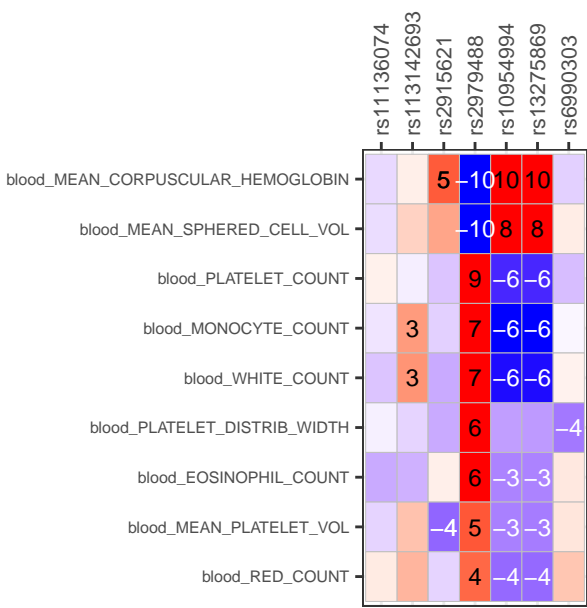 rs11136074
rs113142693
rs2915621
rs2979488
rs10954994
rs13275869
rs6990303
blood_MEAN_CORPUSCULAR_HEMOGLOBIN 5 −10 10 10
blood_MEAN_SPHERED_CELL_VOL −10 8 8
blood_PLATELET_COUNT 9 −6 −6
blood_MONOCYTE_COUNT 3 7 −6 −6
blood_WHITE_COUNT 3 7 −6 −6
blood_PLATELET_DISTRIB_WIDTH 6 −4
blood_EOSINOPHIL_COUNT 6 −3 −3
blood_MEAN_PLATELET_VOL −4 5 −3 −3
blood_RED_COUNT 4 −4 −4